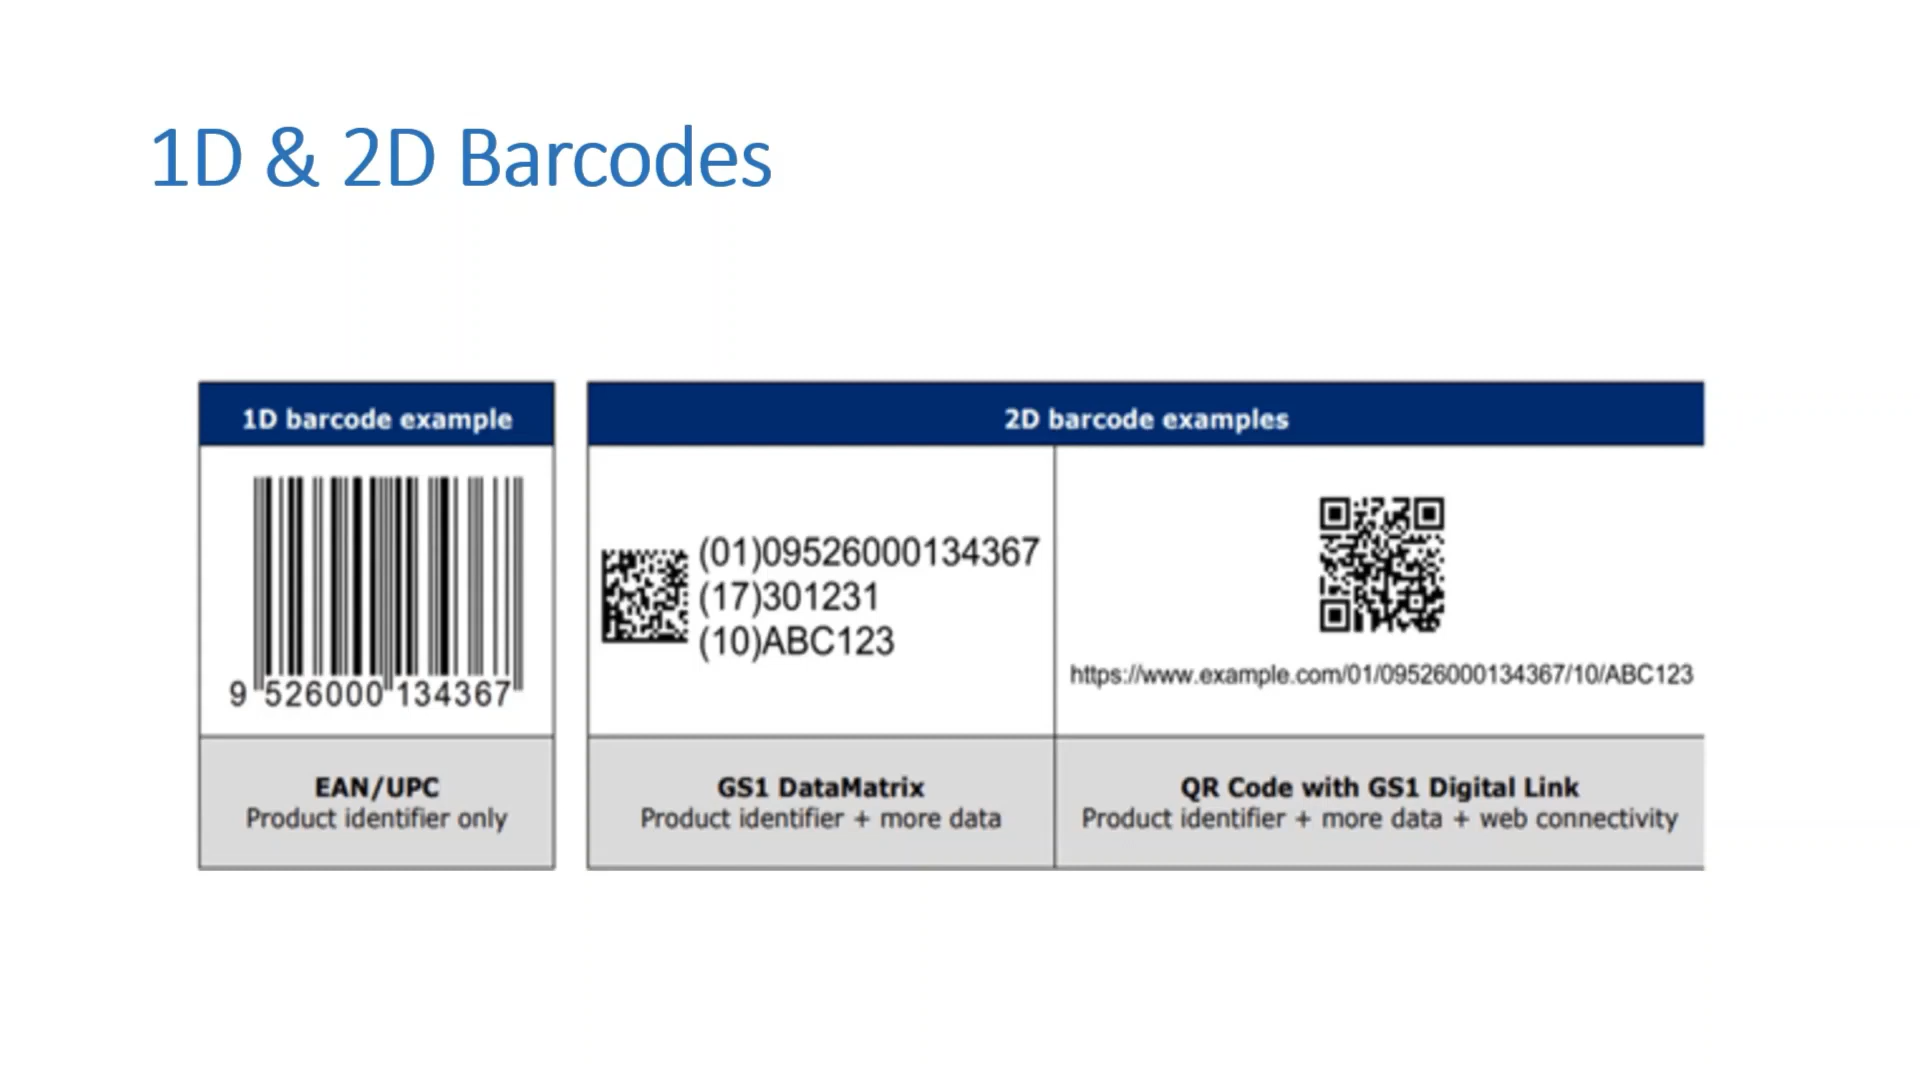 1D & 2D Barcodes
1D barcode example
9 526000 134367
EAN/UPC
Product identifier only
2D barcode examples
(01)09526000134367
(17)301231
(10)ABC123
GS1 DataMatrix
Product identifier + more data
https://www.example.com/01/09526000134367/10/ABC123
QR Code with GS1 Digital Link
Product identifier + more data + web connectivity